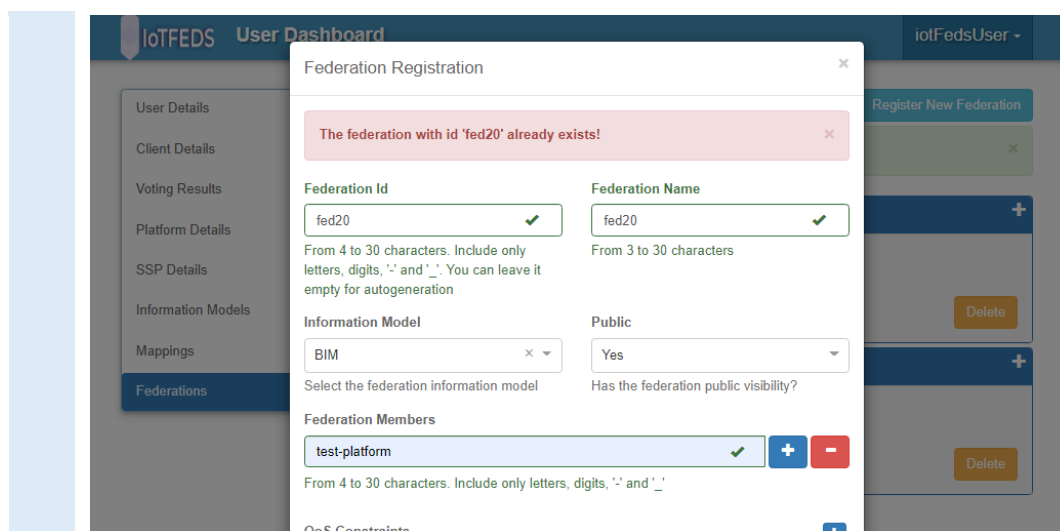 IoTFEDS User Dashboard iotFedsUser
Federation Registration ×
User Details Register New Federation
The federation with id 'fed20' already exists! ×
Client Details ×
Voting Results Federation Id Federation Name
fed20 fed20
Platform Details
From 4 to 30 characters. Include only From 3 to 30 characters
letters, digits, '-' and '_'. You can leave it
SSP Details
empty for autogeneration
Information Models Delete
Information Model Public
Mappings BIM × Yes
Select the federation information model Has the federation public visibility?
Federations
Federation Members
test-platform + -
Delete
From 4 to 30 characters. Include only letters, digits, '-' and '_'
QoS Constraints